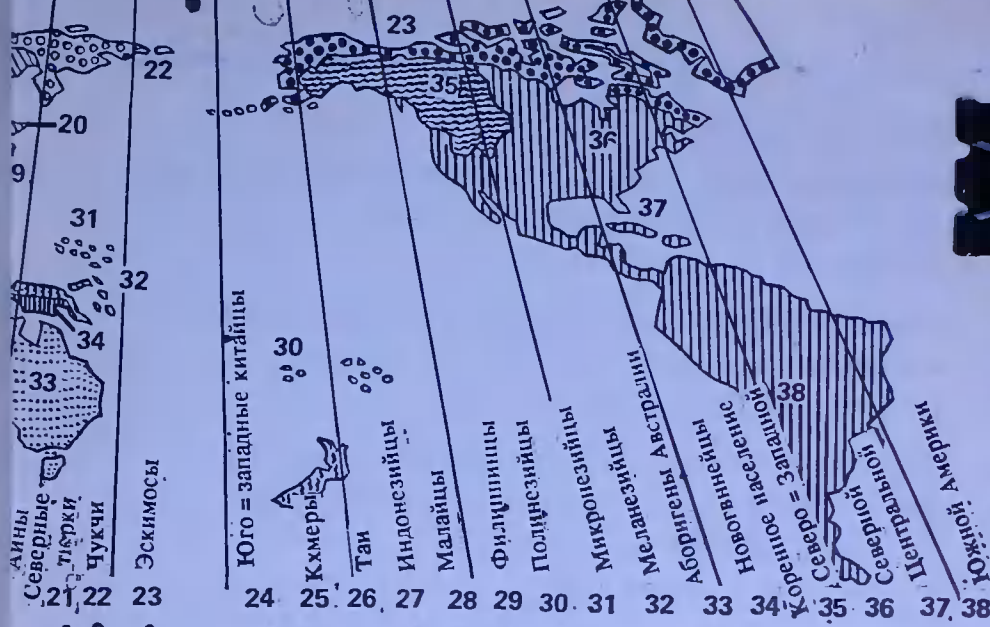 23
22
35
20
36
9
37
31
32
34
30
33
38
Айны
Северные
тюрки
Чукчи
Эскимосы
Юго = западные китайцы
Кхмеры
Таи
Индонезийцы
Малайцы
Филиппинцы
Полинезийцы
Микронезийцы
Меланезийцы
Аборигены Австралии
Новогвинейцы
Коренное население
Северо = Западной
Северной
Центральной
Южной Америки
21 22 23 24 25 26 27 28 29 30 31 32 33 34 35 36 37 38